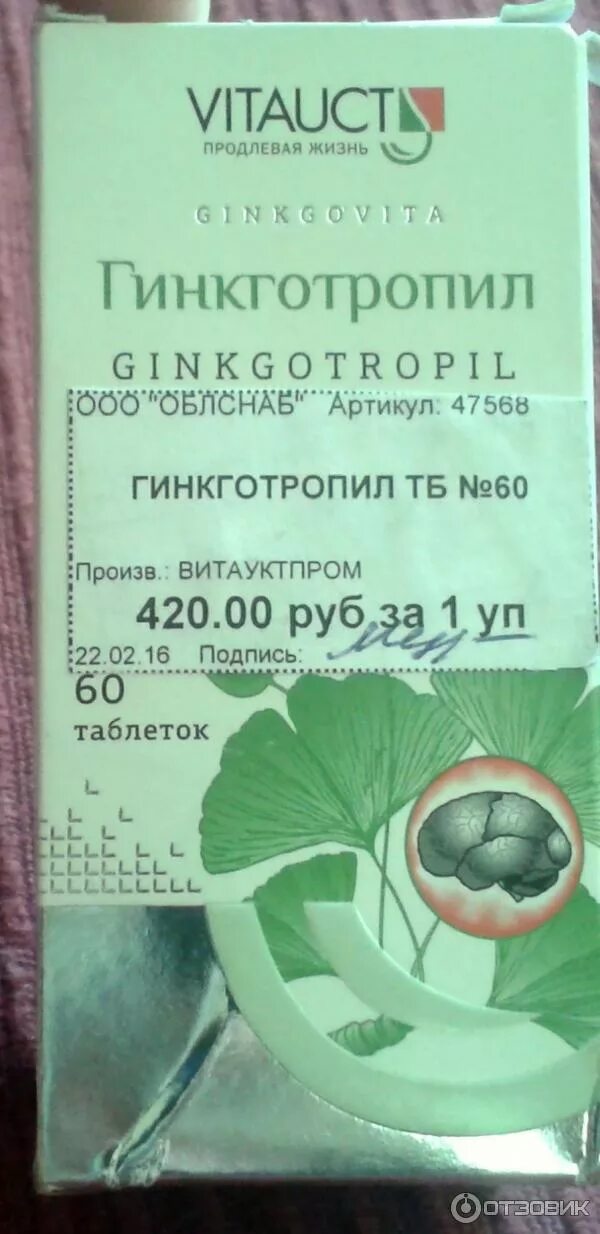 VITAUCT
ПРОДЛЕВАЯ ЖИЗНЬ
GINKGOVITA
Гинкготропил
GINKGOTROPIL
ООО "ОБЛСНАБ" Артикул: 47568
ГИНКГОТРОПИЛ ТБ №60
Произв.: ВИТАУКТПРОМ
420.00 руб за 1 уп
22.02.16 Подпись:
60
таблеток
ОТЗОВИК